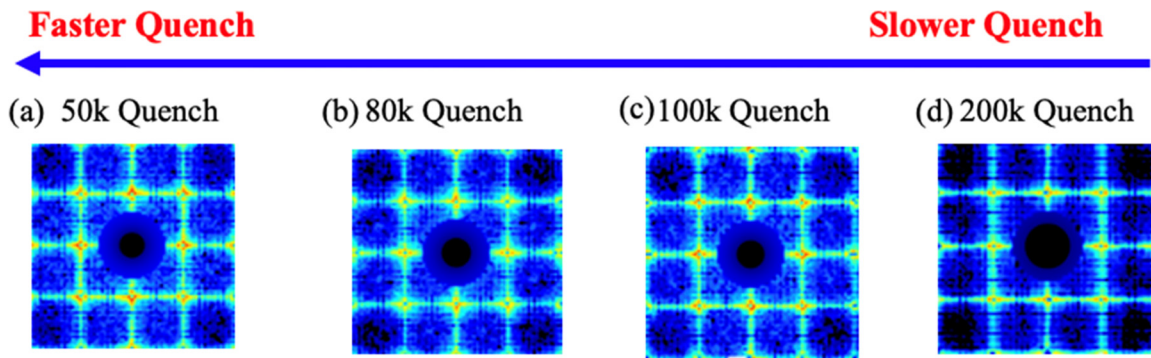 Faster Quench Slower Quench
(a) 50k Quench (b) 80k Quench (c) 100k Quench (d) 200k Quench